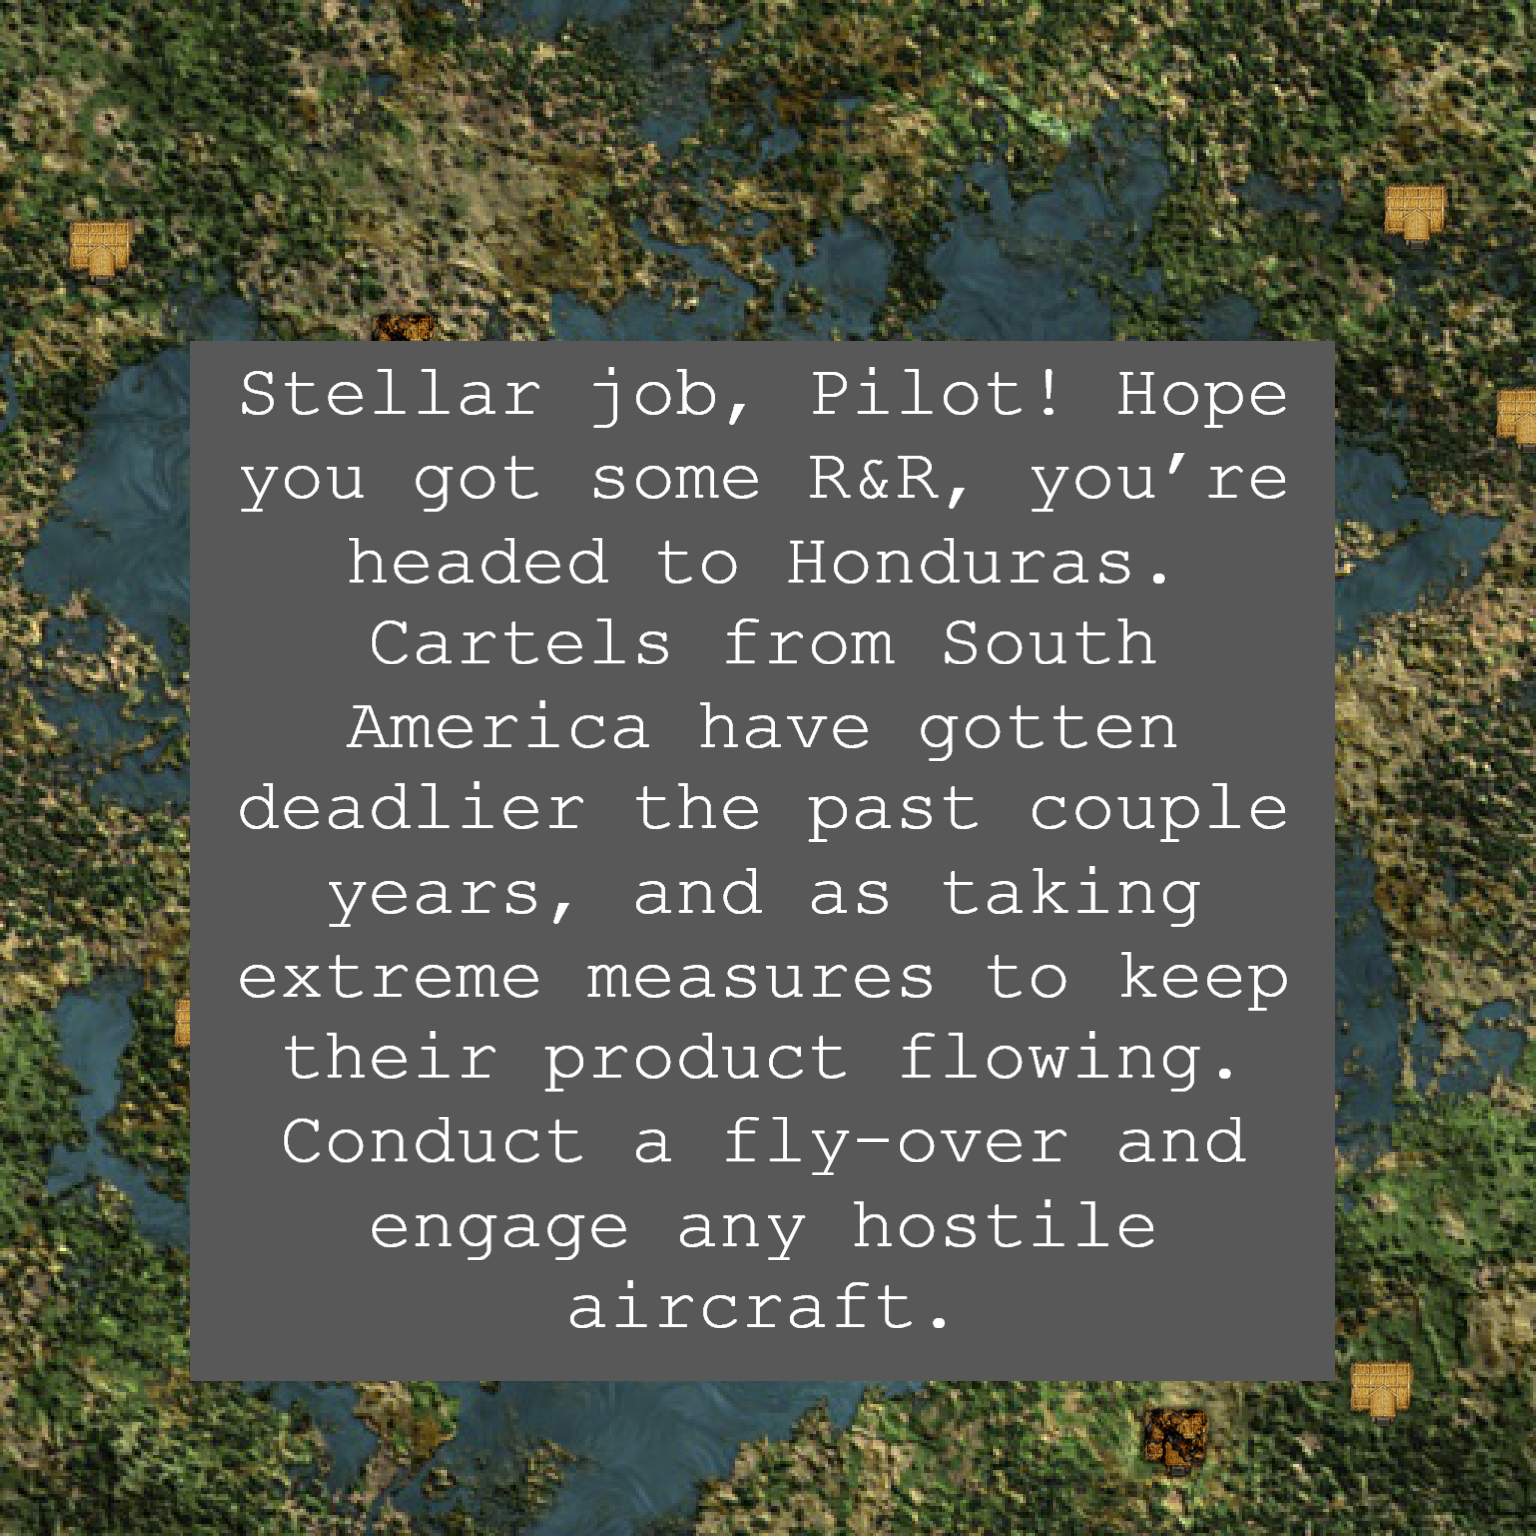 Stellar job, Pilot! Hope
you got some R&R, you’re
headed to Honduras.
Cartels from South
America have gotten
deadlier the past couple
years, and as taking
extreme measures to keep
their product flowing.
Conduct a fly-over and
engage any hostile
aircraft.